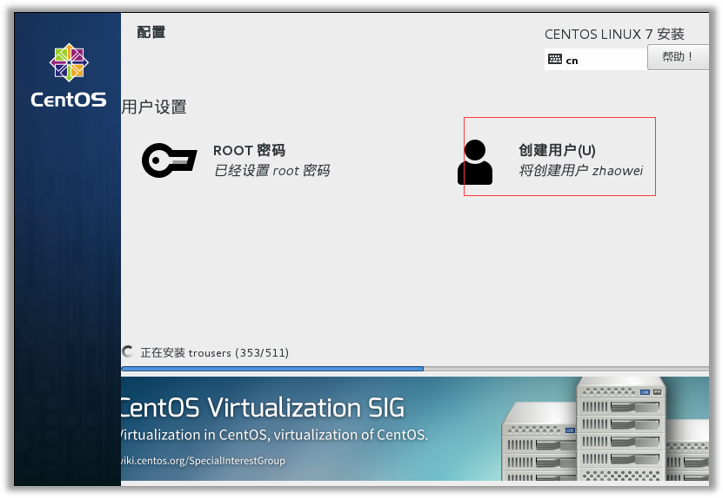 CentOS
配置
CENTOS LINUX 7 安装
cn
帮助！
用户设置
ROOT 密码
已经设置 root 密码
创建用户(U)
将创建用户 zhaowei
正在安装 trousers (353/511)
CentOS Virtualization SIG
Virtualization in CentOS, virtualization of CentOS.
wiki.centos.org/SpecialInterestGroup